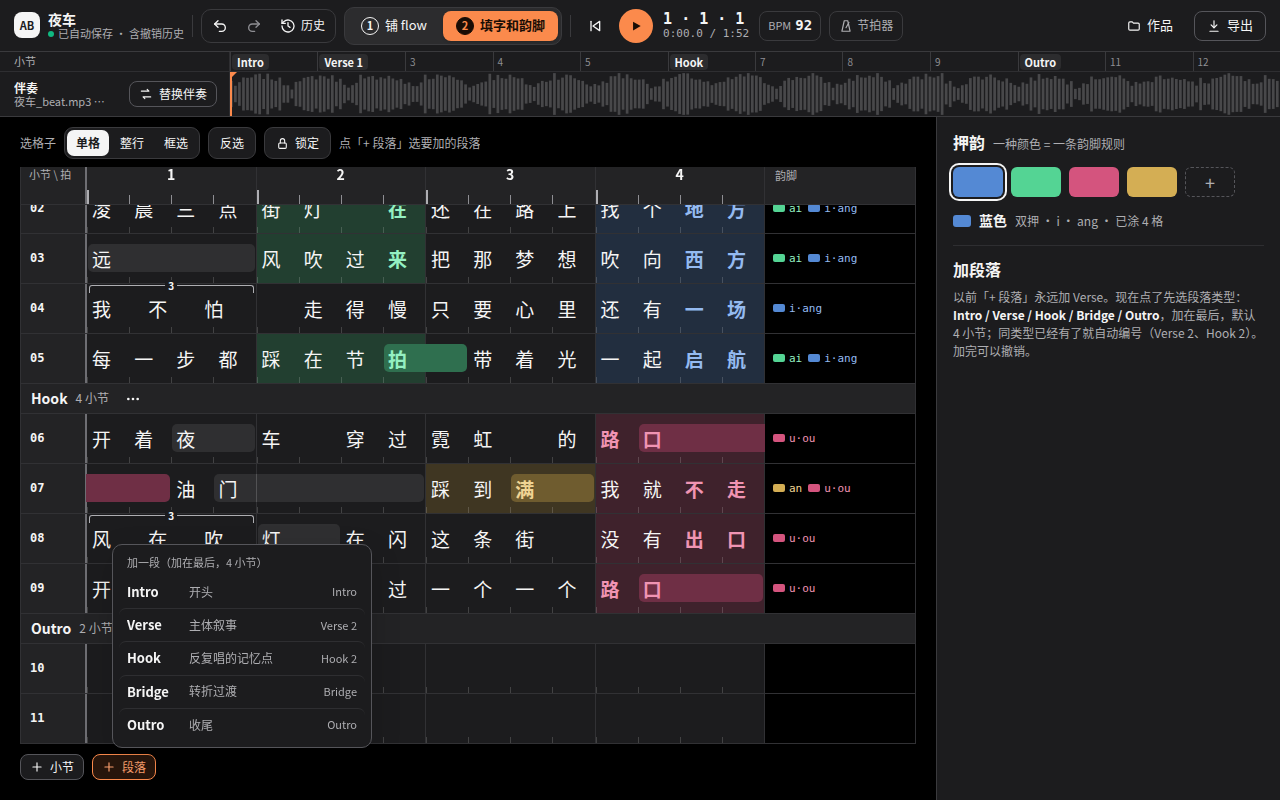 AB 夜车
已自动保存 · 含撤销历史
历史
1 铺 flow
2 填字和韵脚
1 · 1 · 1
0:00.0 / 1:52
BPM 92
节拍器
作品
导出
小节 Intro Verse 1 3 4 5 Hook 7 8 9 Outro 11 12
伴奏
夜车_beat.mp3 ···
替换伴奏
选格子 单格 整行 框选 反选 锁定 点「+ 段落」选要加的段落
小节 \ 拍 1 2 3 4 韵脚
02 凌 晨 三 点 街 灯 在 还 在 路 上 找 个 地 方 ai i·ang
03 远 风 吹 过 来 把 那 梦 想 吹 向 西 方 ai i·ang
3
04 我 不 怕 走 得 慢 只 要 心 里 还 有 一 场 i·ang
05 每 一 步 都 踩 在 节 拍 带 着 光 一 起 启 航 ai i·ang
Hook 4 小节 ···
06 开 着 夜 车 穿 过 霓 虹 的 路 口 u·ou
07 油 门 踩 到 满 我 就 不 走 an u·ou
3
08 风 在 吹 灯 在 闪 这 条 街 没 有 出 口 u·ou
09 开 过 一 个 一 个 路 口 u·ou
Outro 2 小节
10
11
加一段（加在最后，4 小节）
Intro 开头 Intro
Verse 主体叙事 Verse 2
Hook 反复唱的记忆点 Hook 2
Bridge 转折过渡 Bridge
Outro 收尾 Outro
+ 小节 + 段落
押韵 一种颜色 = 一条韵脚规则
+
蓝色 双押 · i · ang · 已涂 4 格
加段落
以前「+ 段落」永远加 Verse。现在点了先选段落类型：
Intro / Verse / Hook / Bridge / Outro，加在最后，默认
4 小节；同类型已经有了就自动编号（Verse 2、Hook 2）。
加完可以撤销。